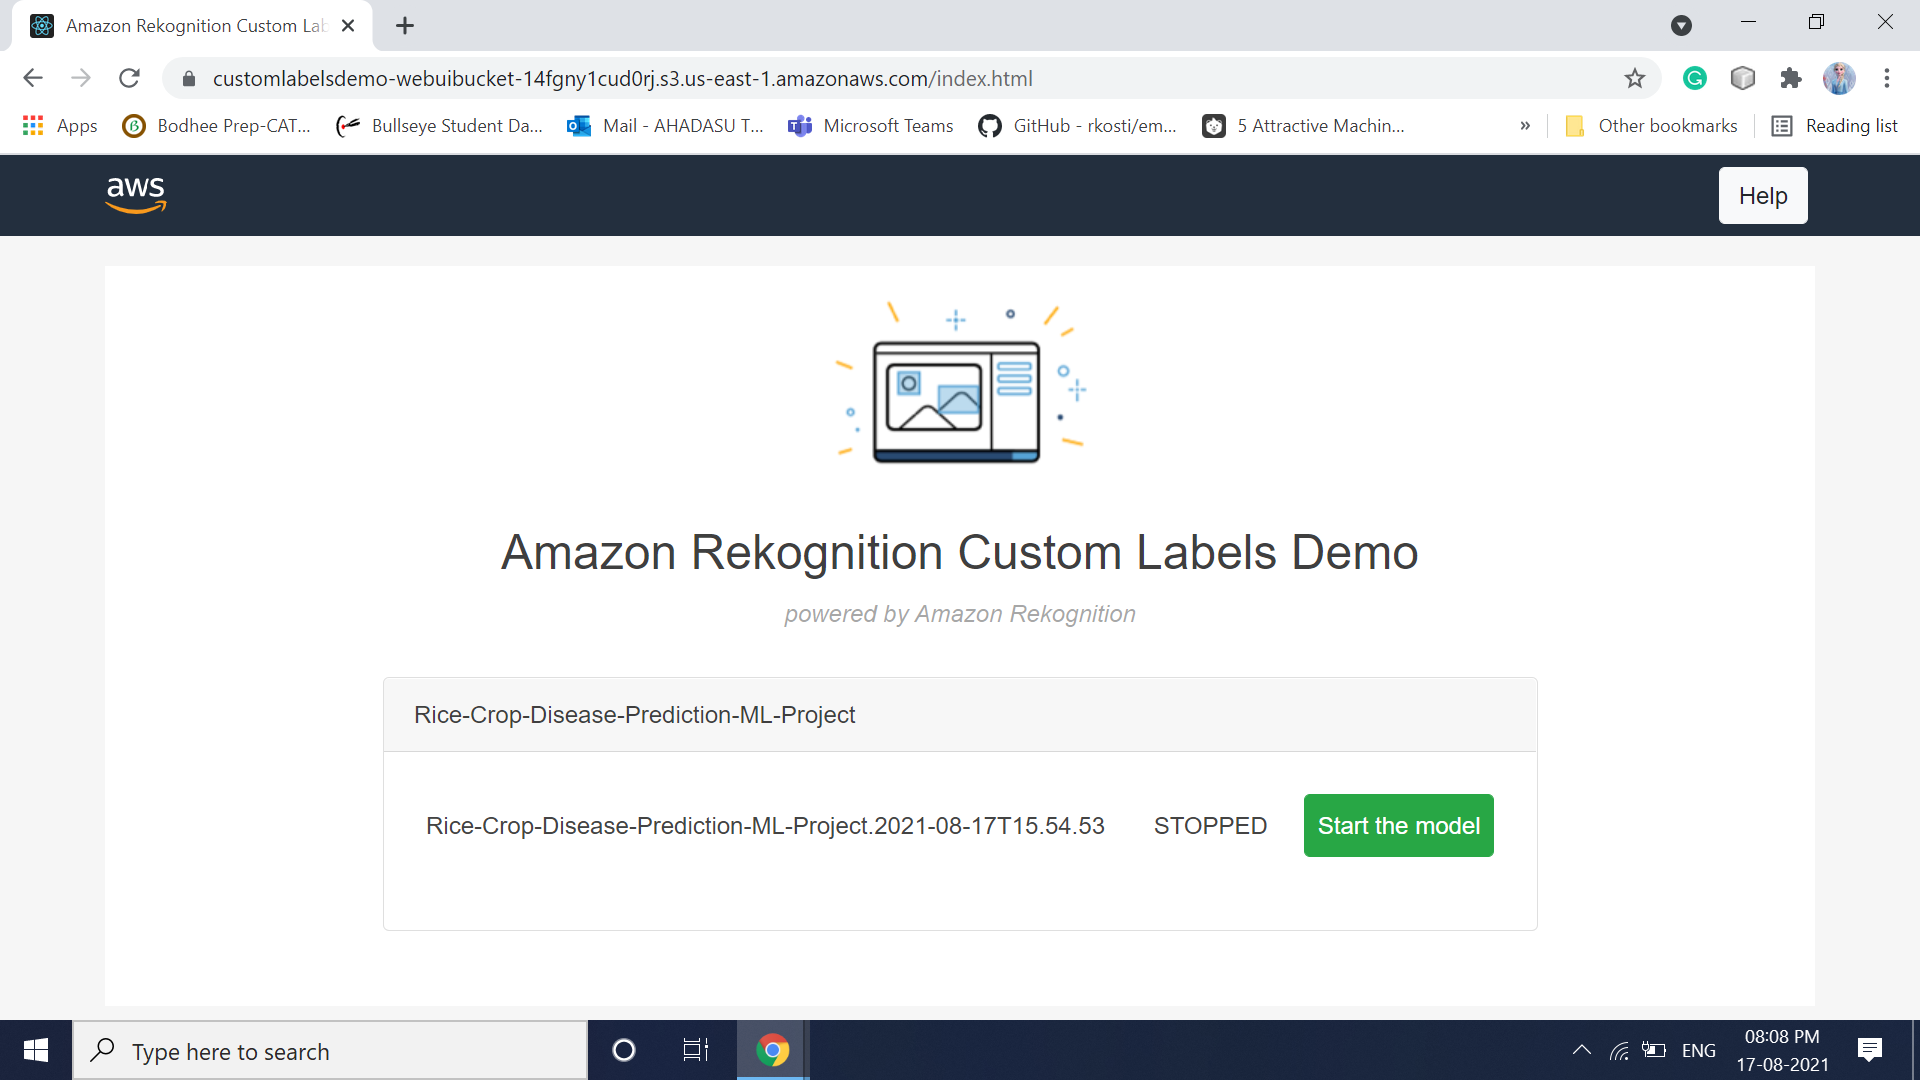 Amazon Rekognition Custom Lab
customlabelsdemo-webuibucket-14fgny1cud0rj.s3.us-east-1.amazonaws.com/index.html
Apps
Bodhee Prep-CAT...
Bullseye Student Da...
Mail - AHADASU T...
Microsoft Teams
GitHub - rkosti/em...
5 Attractive Machin...
»
Other bookmarks
Reading list
aws
Help
Amazon Rekognition Custom Labels Demo
powered by Amazon Rekognition
Rice-Crop-Disease-Prediction-ML-Project
Rice-Crop-Disease-Prediction-ML-Project.2021-08-17T15.54.53 STOPPED Start the model
Type here to search
ENG
08:08 PM
17-08-2021